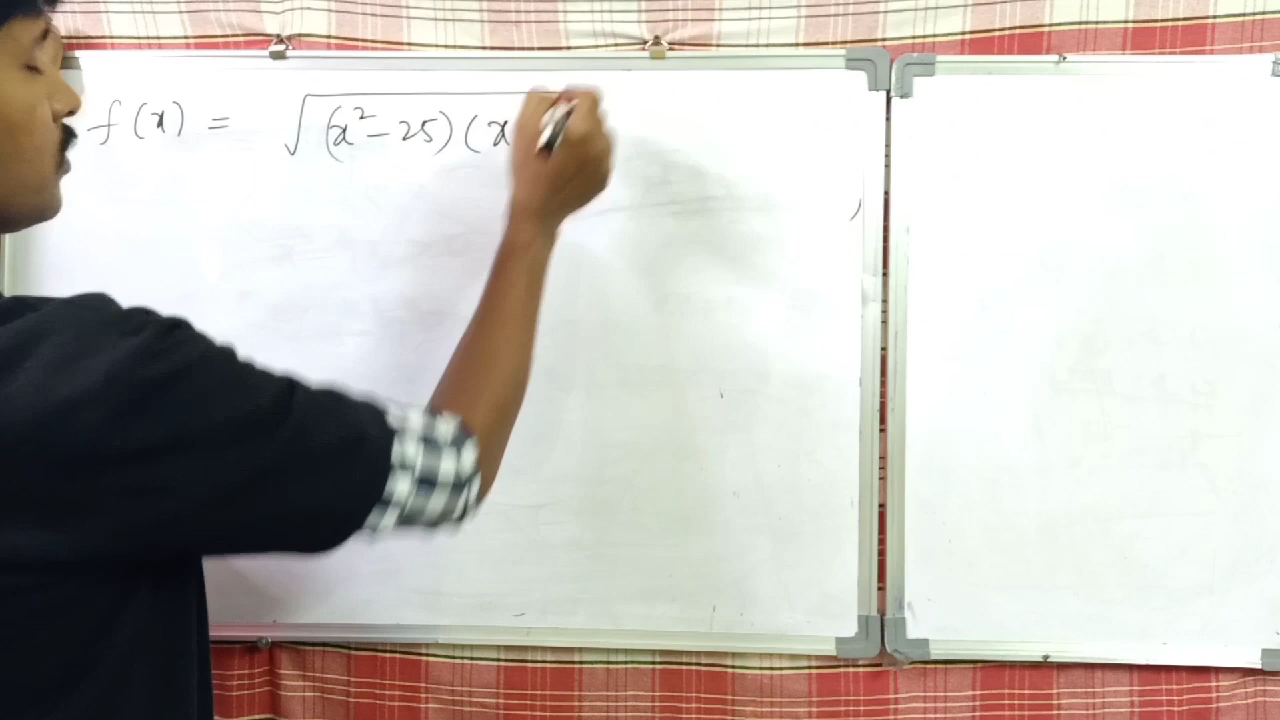 f(x) = √(x²-25)(x